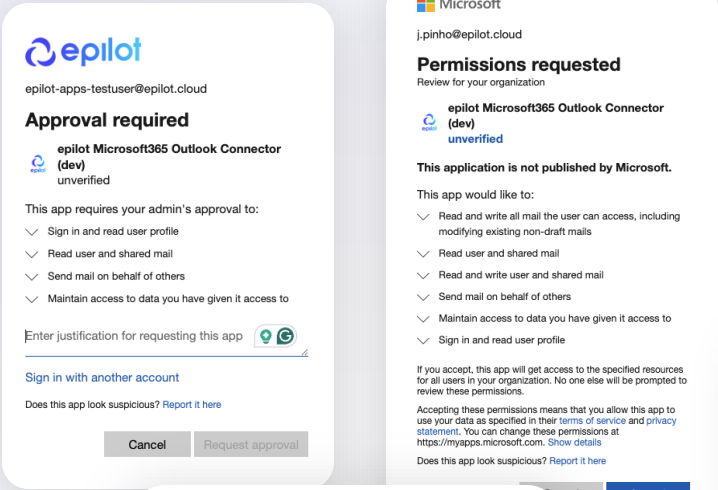 epilot
epilot-apps-testuser@epilot.cloud
Approval required
epilot
epilot Microsoft365 Outlook Connector
(dev)
unverified
This app requires your admin's approval to:
Sign in and read user profile
Read user and shared mail
Send mail on behalf of others
Maintain access to data you have given it access to
Enter justification for requesting this app
Sign in with another account
Does this app look suspicious? Report it here
Cancel
Request approval
Microsoft
j.pinho@epilot.cloud
Permissions requested
Review for your organization
epilot
epilot Microsoft365 Outlook Connector
(dev)
unverified
This application is not published by Microsoft.
This app would like to:
Read and write all mail the user can access, including
modifying existing non-draft mails
Read user and shared mail
Read and write user and shared mail
Send mail on behalf of others
Maintain access to data you have given it access to
Sign in and read user profile
If you accept, this app will get access to the specified resources
for all users in your organization. No one else will be prompted to
review these permissions.
Accepting these permissions means that you allow this app to
use your data as specified in their terms of service and privacy
statement. You can change these permissions at
https://myapps.microsoft.com. Show details
Does this app look suspicious? Report it here